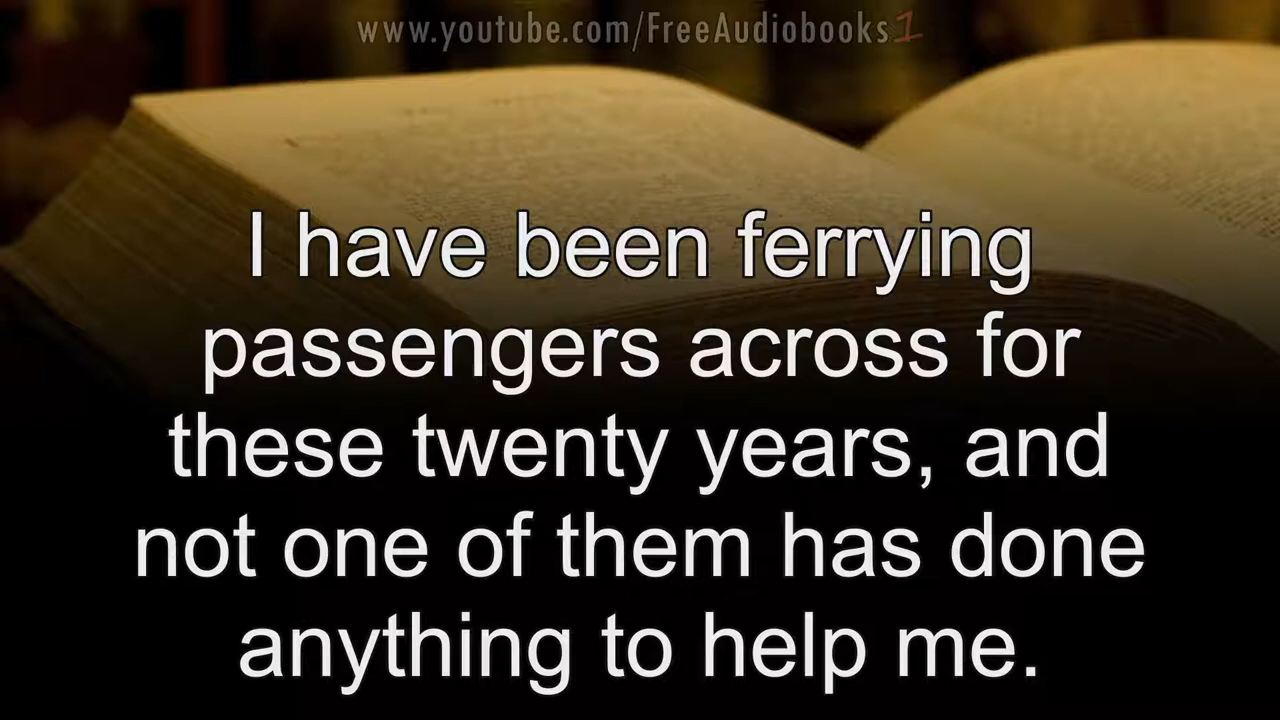 www.youtube.com/FreeAudiobooks1
I have been ferrying
passengers across for
these twenty years, and
not one of them has done
anything to help me.